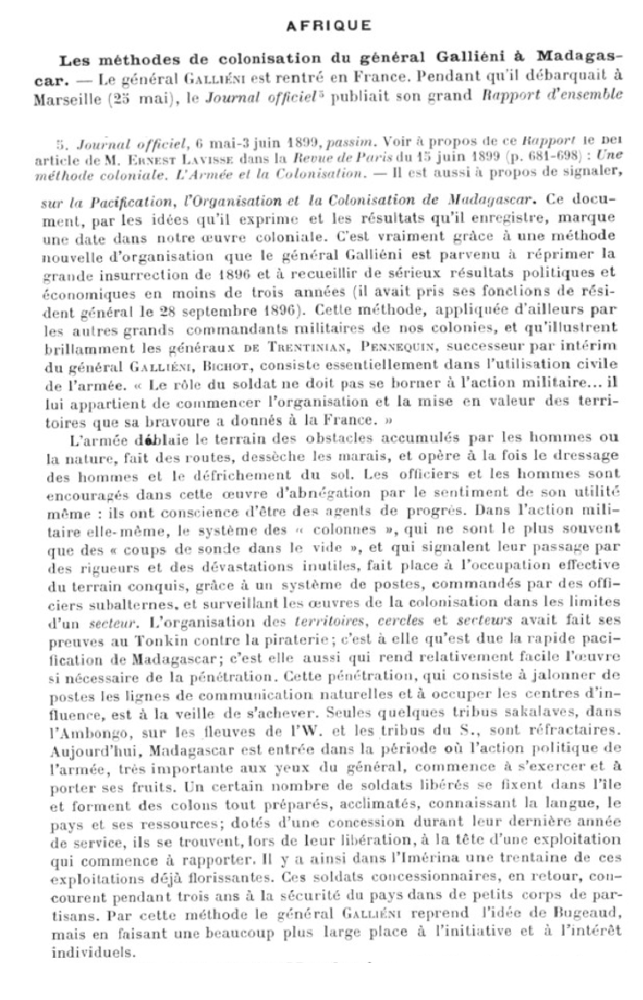 AFRIQUE
Les méthodes de colonisation du général Galliéni à Madagas-
car. — Le général GALLIÉNI est rentré en France. Pendant qu'il débarquait à
Marseille (25 mai), le Journal officiel⁵ publiait son grand Rapport d'ensemble
5. Journal officiel, 6 mai-3 juin 1899, passim. Voir à propos de ce Rapport le bel
article de M. ERNEST LAVISSE dans la Revue de Paris du 15 juin 1899 (p. 681-698) : Une
méthode coloniale. L'Armée et la Colonisation. — Il est aussi à propos de signaler,
sur la Pacification, l'Organisation et la Colonisation de Madagascar. Ce docu-
ment, par les idées qu'il exprime et les résultats qu'il enregistre, marque
une date dans notre œuvre coloniale. C'est vraiment grâce à une méthode
nouvelle d'organisation que le général Galliéni est parvenu à réprimer la
grande insurrection de 1896 et à recueillir de sérieux résultats politiques et
économiques en moins de trois années (il avait pris ses fonctions de rési-
dent général le 28 septembre 1896). Cette méthode, appliquée d'ailleurs par
les autres grands commandants militaires de nos colonies, et qu'illustrent
brillamment les généraux DE TRENTINIAN, PENNEQUIN, successeur par intérim
du général GALLIÉNI, BICHOT, consiste essentiellement dans l'utilisation civile
de l'armée. « Le rôle du soldat ne doit pas se borner à l'action militaire... il
lui appartient de commencer l'organisation et la mise en valeur des terri-
toires que sa bravoure a donnés à la France. »
L'armée déblaie le terrain des obstacles accumulés par les hommes ou
la nature, fait des routes, dessèche les marais, et opère à la fois le dressage
des hommes et le défrichement du sol. Les officiers et les hommes sont
encouragés dans cette œuvre d'abnégation par le sentiment de son utilité
même : ils ont conscience d'être des agents de progrès. Dans l'action mili-
taire elle-même, le système des « colonnes », qui ne sont le plus souvent
que des « coups de sonde dans le vide », et qui signalent leur passage par
des rigueurs et des dévastations inutiles, fait place à l'occupation effective
du terrain conquis, grâce à un système de postes, commandés par des offi-
ciers subalternes, et surveillant les œuvres de la colonisation dans les limites
d'un secteur. L'organisation des territoires, cercles et secteurs avait fait ses
preuves au Tonkin contre la piraterie; c'est à elle qu'est due la rapide paci-
fication de Madagascar; c'est elle aussi qui rend relativement facile l'œuvre
si nécessaire de la pénétration. Cette pénétration, qui consiste à jalonner de
postes les lignes de communication naturelles et à occuper les centres d'in-
fluence, est à la veille de s'achever. Seules quelques tribus sakalaves, dans
l'Ambongo, sur les fleuves de l'W. et les tribus du S., sont réfractaires.
Aujourd'hui, Madagascar est entrée dans la période où l'action politique de
l'armée, très importante aux yeux du général, commence à s'exercer et à
porter ses fruits. Un certain nombre de soldats libérés se fixent dans l'île
et forment des colons tout préparés, acclimatés, connaissant la langue, le
pays et ses ressources; dotés d'une concession durant leur dernière année
de service, ils se trouvent, lors de leur libération, à la tête d'une exploitation
qui commence à rapporter. Il y a ainsi dans l'Imérina une trentaine de ces
exploitations déjà florissantes. Ces soldats concessionnaires, en retour, con-
courent pendant trois ans à la sécurité du pays dans de petits corps de par-
tisans. Par cette méthode le général GALLIÉNI reprend l'idée de Bugeaud,
mais en faisant une beaucoup plus large place à l'initiative et à l'intérêt
individuels.